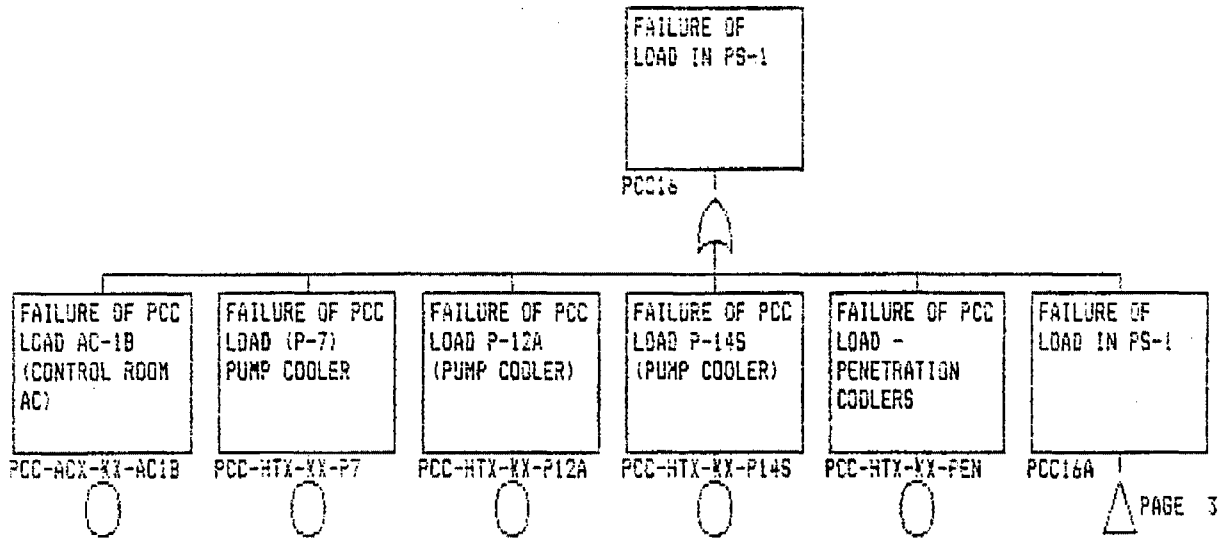 FAILURE OF
LOAD IN PS-1
PCC16
FAILURE OF PCC
LOAD AC-1B
(CONTROL ROOM
AC)
PCC-ACX-XX-AC1B
FAILURE OF PCC
LOAD (P-7)
PUMP COOLER
PCC-HTX-XX-P7
FAILURE OF PCC
LOAD P-12A
(PUMP COOLER)
PCC-HTX-XX-P12A
FAILURE OF PCC
LOAD P-14S
(PUMP COOLER)
PCC-HTX-XX-P14S
FAILURE OF PCC
LOAD -
PENETRATION
COOLERS
PCC-HTX-XX-PEN
FAILURE OF
LOAD IN PS-1
PCC16A
PAGE 3